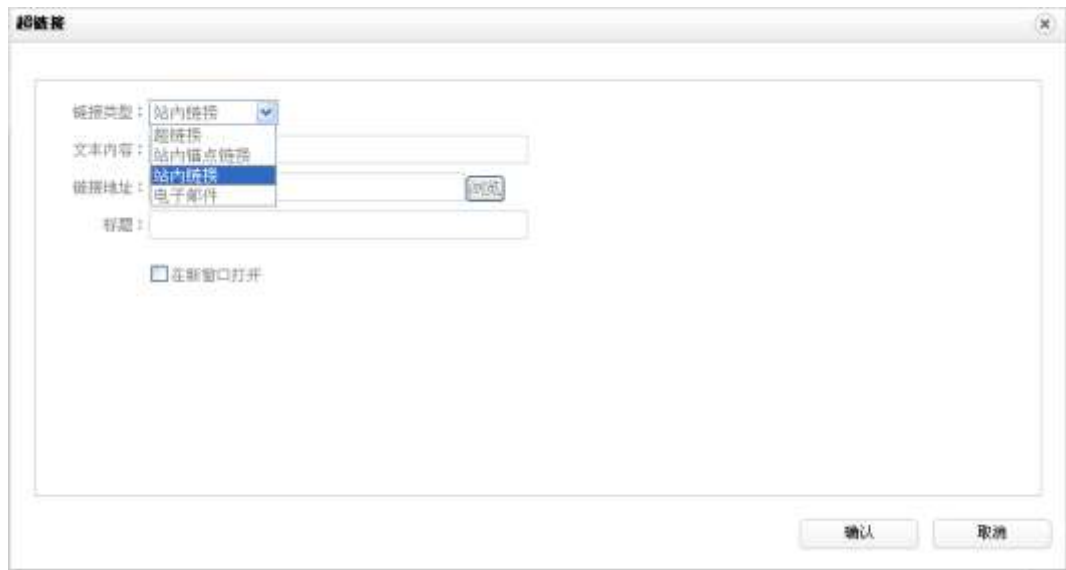 超链接
链接类型：站内链接
超链接
站内锚点链接
文本内容：
站内链接
链接地址：
浏览
电子邮件
标题：
在新窗口打开
确认
取消